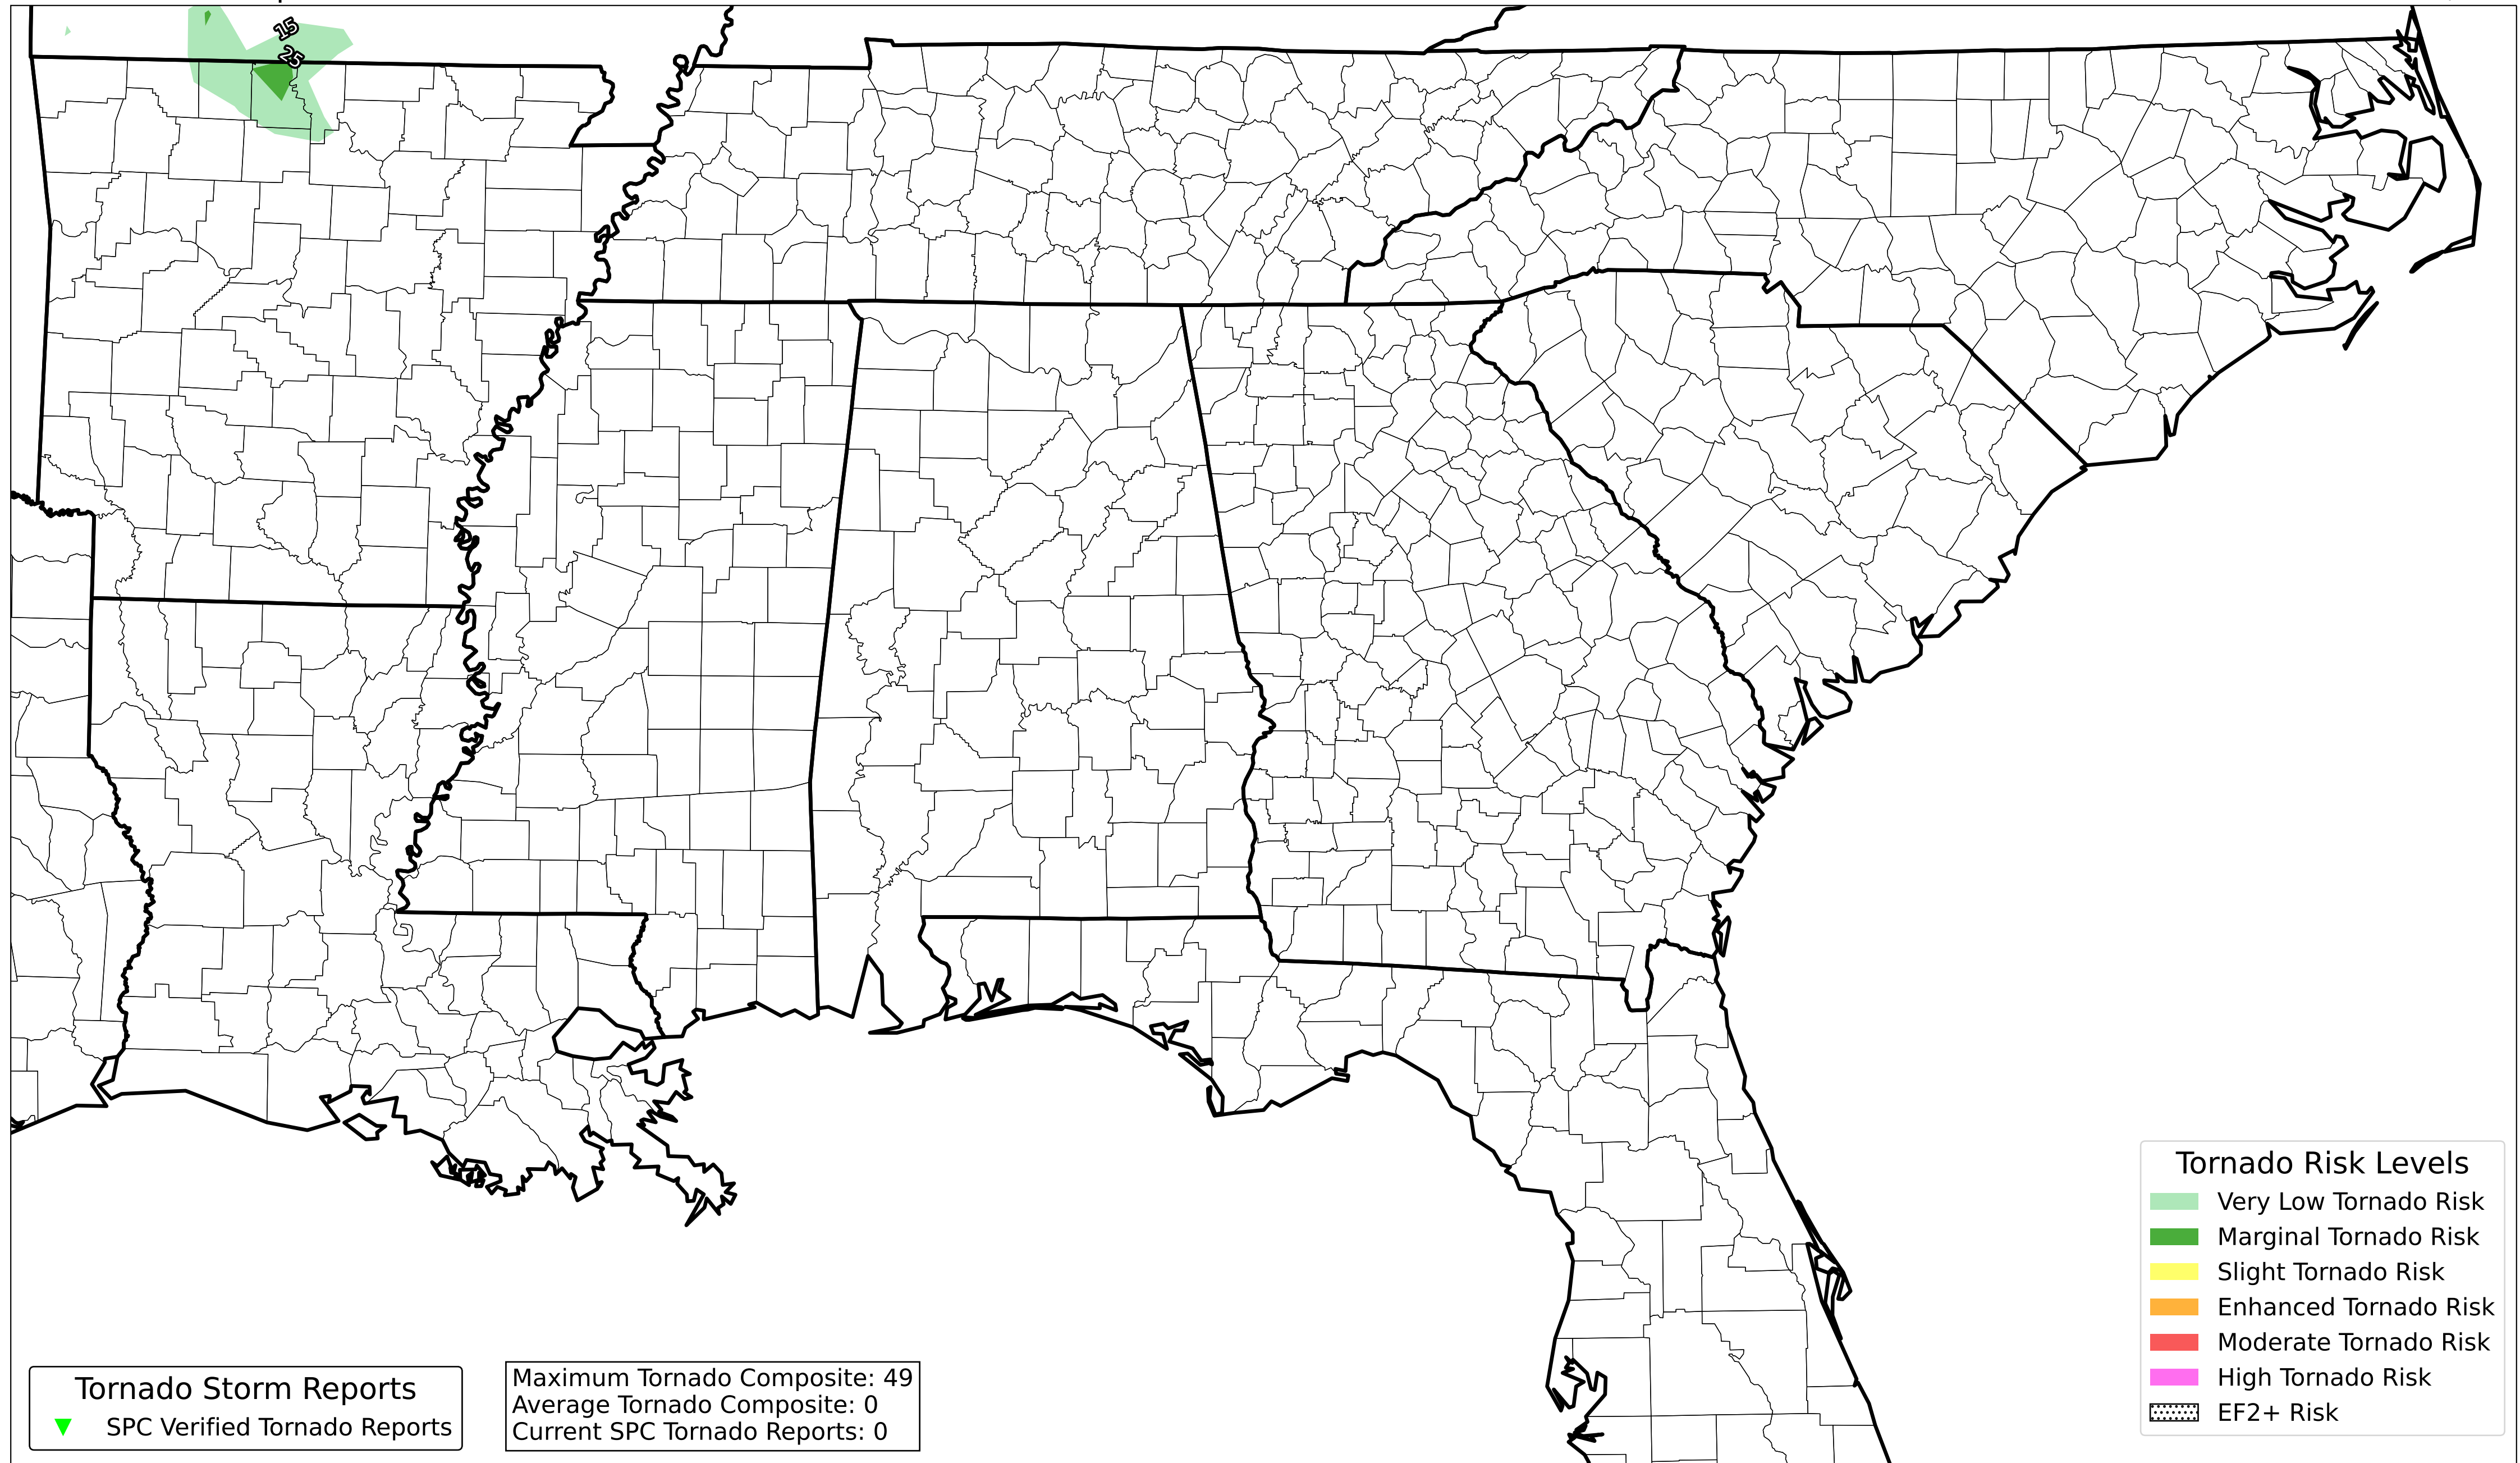 15
25
Tornado Risk Levels
Very Low Tornado Risk
Marginal Tornado Risk
Slight Tornado Risk
Enhanced Tornado Risk
Moderate Tornado Risk
High Tornado Risk
EF2+ Risk
Tornado Storm Reports
SPC Verified Tornado Reports
Maximum Tornado Composite: 49
Average Tornado Composite: 0
Current SPC Tornado Reports: 0